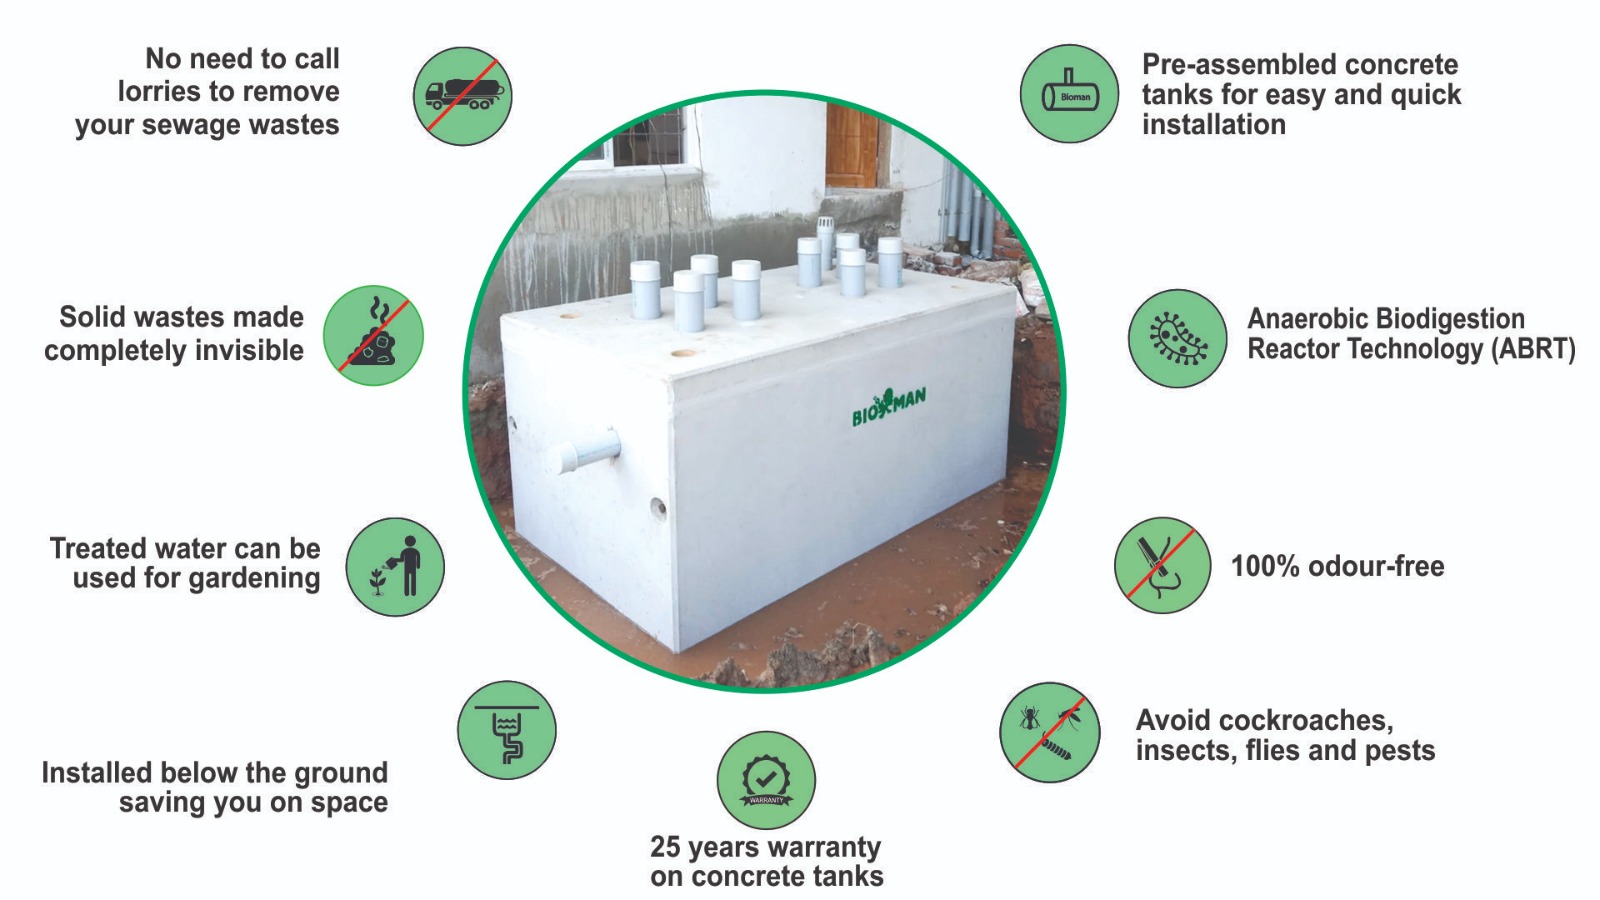 No need to call
lorries to remove
your sewage wastes
Bioman
Pre-assembled concrete
tanks for easy and quick
installation
Solid wastes made
completely invisible
BIOMAN
Anaerobic Biodigestion
Reactor Technology (ABRT)
Treated water can be
used for gardening
100% odour-free
Installed below the ground
saving you on space
WARRANTY
25 years warranty
on concrete tanks
Avoid cockroaches,
insects, flies and pests